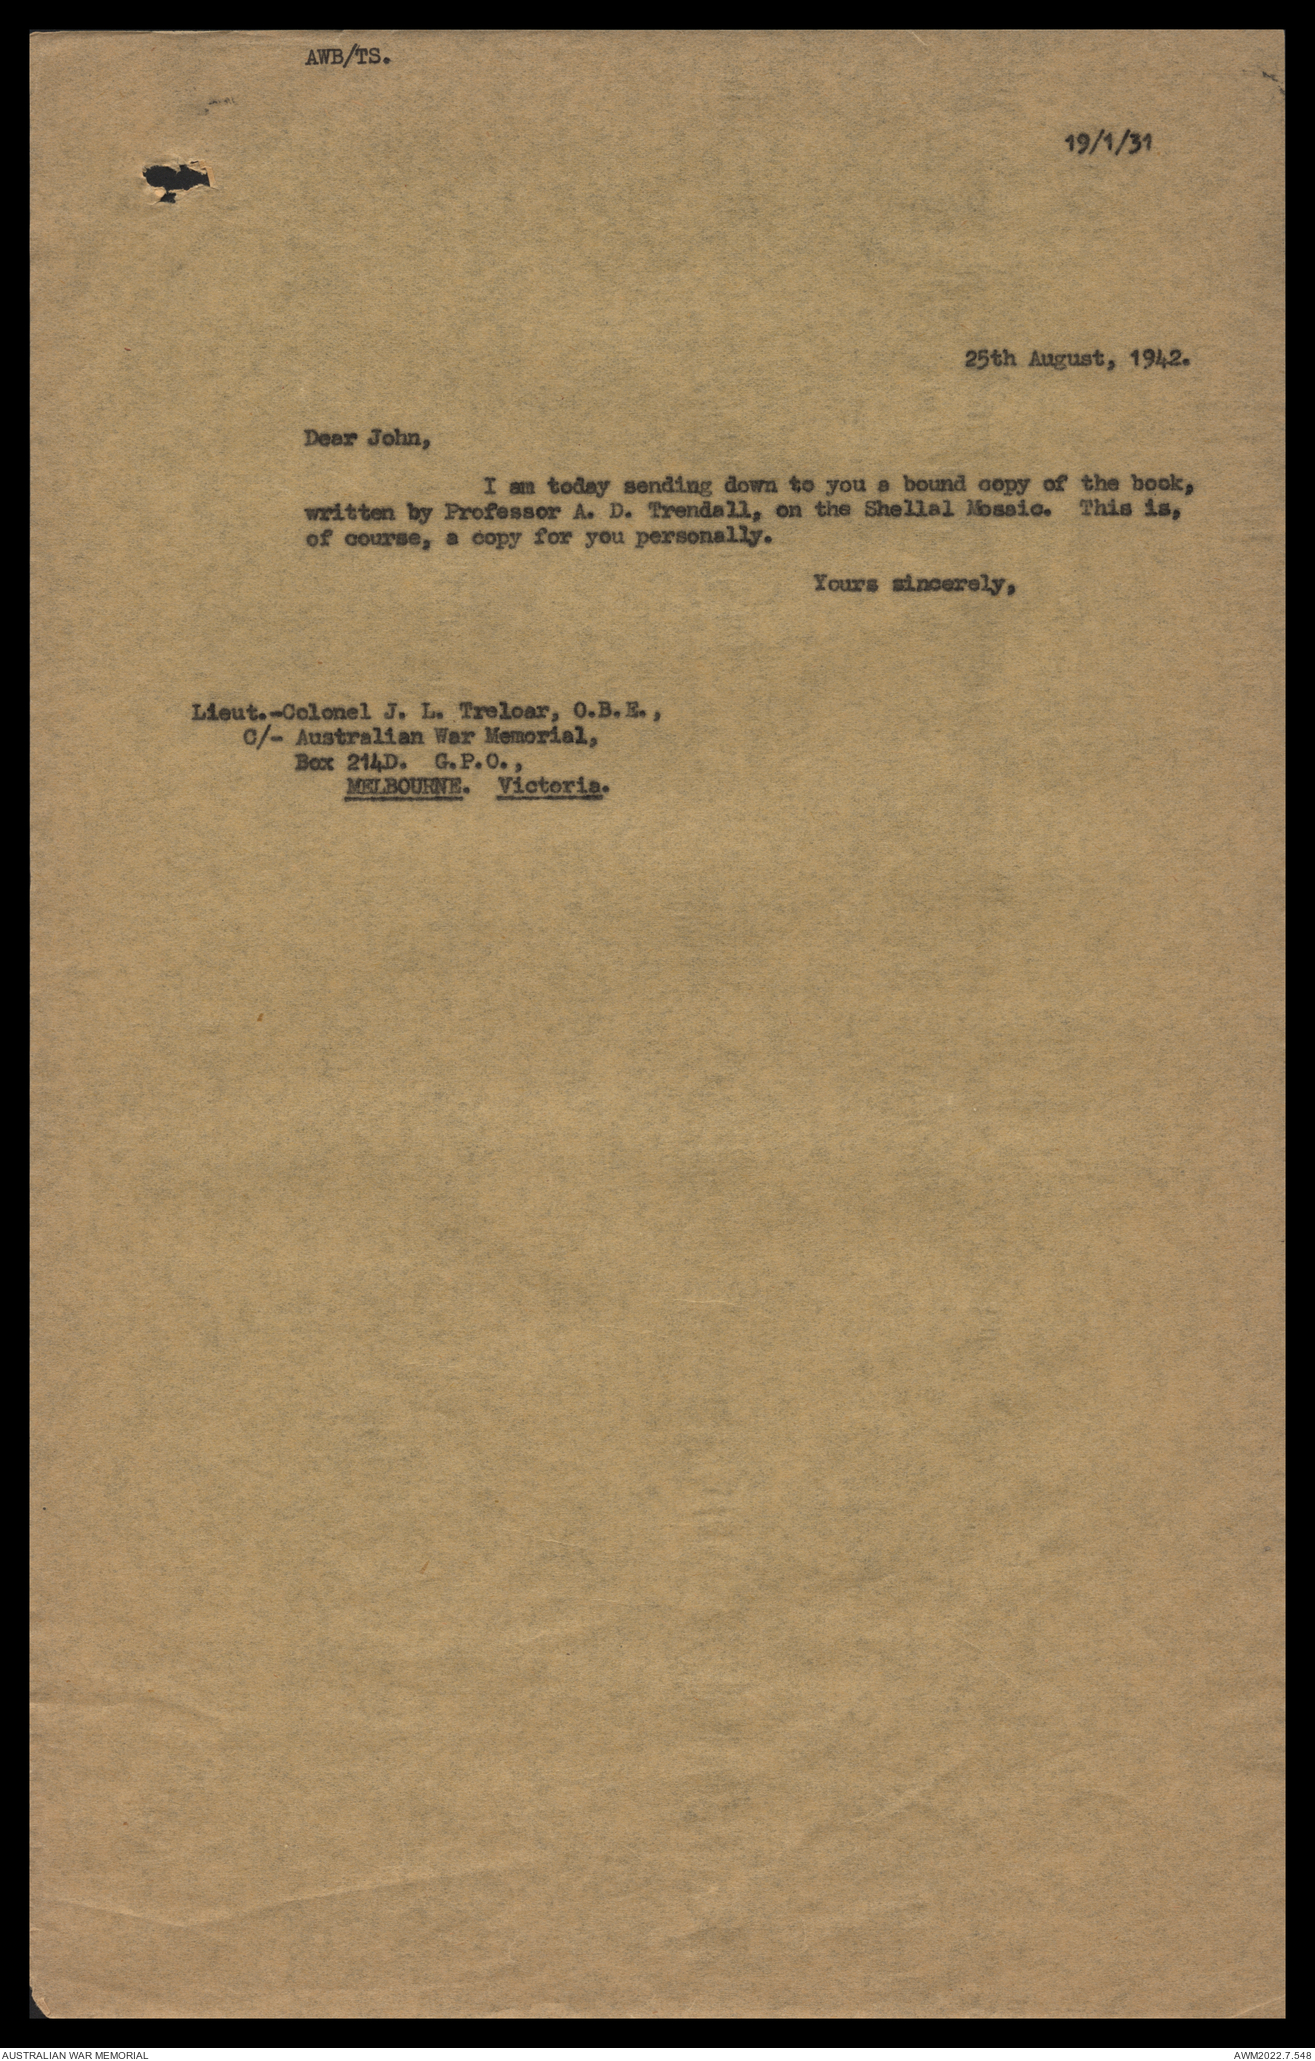 AWB/TS.
19/1/31
25th August, 1942.
Dear John,
I am today sending down to you a bound copy of the book,
written by Professor A. D. Trendall, on the Shellal Mosaic. This is,
of course, a copy for you personally.
Yours sincerely,
Lieut.-Colonel J. L. Treloar, O.B.E.,
C/- Australian War Memorial,
Box 214D. G.P.O.,
MELBOURNE. Victoria.
AUSTRALIAN WAR MEMORIAL
AWM2022.7.548